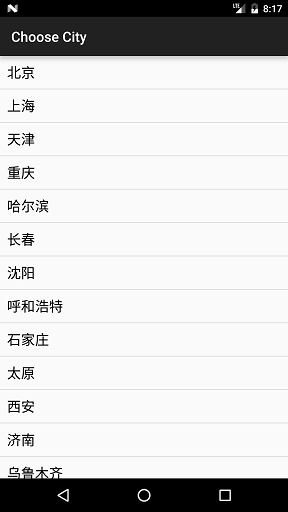 LTE 8:17
Choose City
北京
上海
天津
重庆
哈尔滨
长春
沈阳
呼和浩特
石家庄
太原
西安
济南
乌鲁木齐